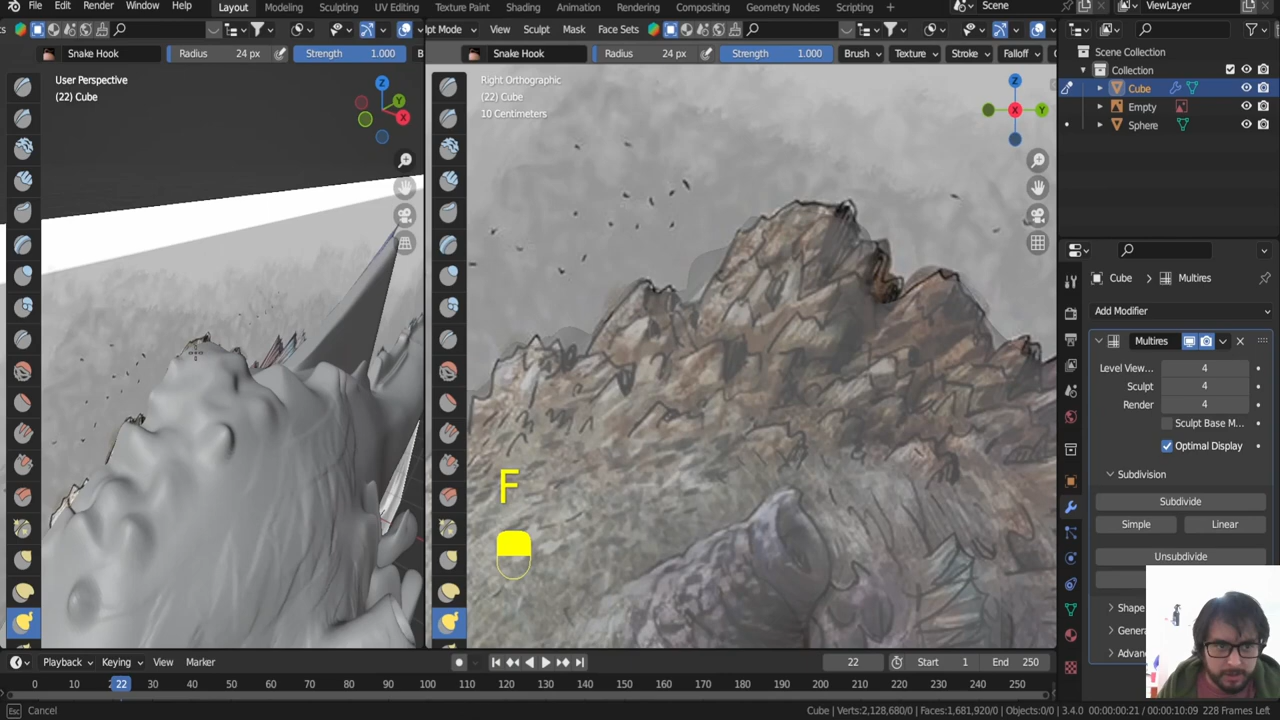 File Edit Render Window Help Layout Modeling Sculpting UV Editing Texture Paint Shading Animation Rendering Compositing Geometry Nodes Scripting + Scene ViewLayer
pt Mode View Sculpt Mask Face Sets
Snake Hook Radius 24 px Strength 1.000 B Snake Hook Radius 24 px Strength 1.000 Brush Texture Stroke Falloff
User Perspective
(22) Cube
Right Orthographic
(22) Cube
10 Centimeters
Z
Y
X
Z
X
Y
Scene Collection
Collection
Cube
Empty
Sphere
Cube > Multires
Add Modifier
Multires
Level View... 4
Sculpt 4
Render 4
Sculpt Base M...
Optimal Display
Subdivision
Subdivide
Simple Linear
Unsubdivide
Shape
Genera
Advan
F
Playback Keying View Marker 22 Start 1 End 250
0 10 22 30 40 50 60 70 80 90 100 110 120 130 140 150 160 170 180 190 200 210 220 230 240 250
Esc Cancel Cube | Verts:2,128,680/0 | Faces:1,681,920/0 | Objects:0/0 | 3.4.0 00:00:00:21 / 00:00:10:09 228 Frames Left